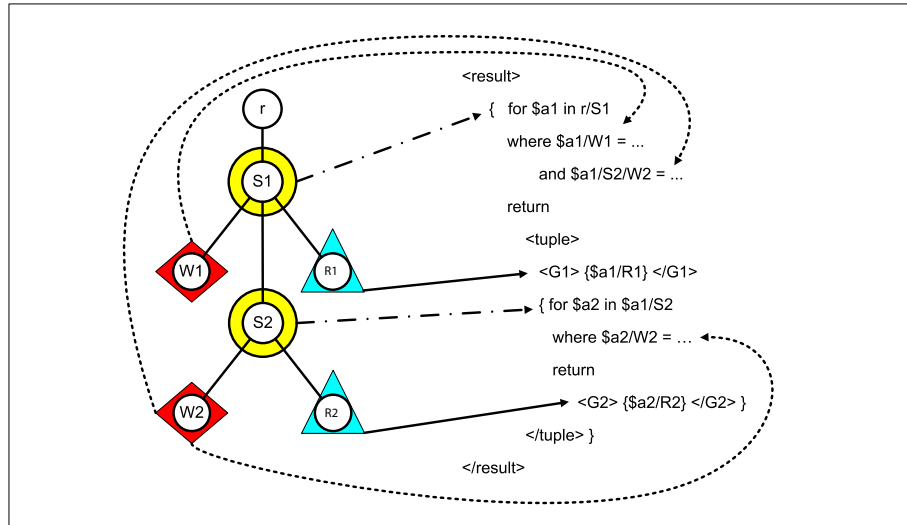 <result>
r
{ for $a1 in r/S1
where $a1/W1 = ...
S1
and $a1/S2/W2 = ...
return
<tuple>
W1
R1
<G1> {$a1/R1} </G1>
{ for $a2 in $a1/S2
S2
where $a2/W2 = ...
return
W2
R2
<G2> {$a2/R2} </G2> }
</tuple> }
</result>